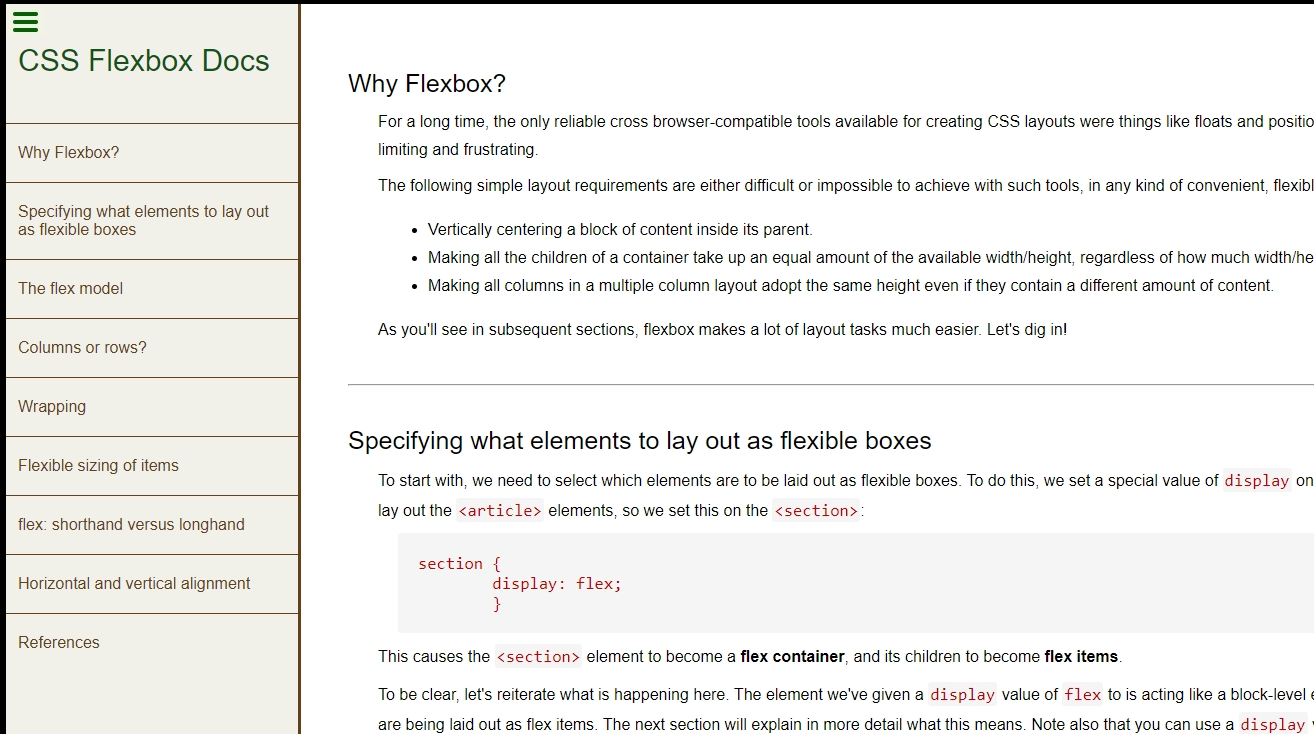 CSS Flexbox Docs
Why Flexbox?
Specifying what elements to lay out
as flexible boxes
The flex model
Columns or rows?
Wrapping
Flexible sizing of items
flex: shorthand versus longhand
Horizontal and vertical alignment
References
Why Flexbox?
For a long time, the only reliable cross browser-compatible tools available for creating CSS layouts were things like floats and positio
limiting and frustrating.
The following simple layout requirements are either difficult or impossible to achieve with such tools, in any kind of convenient, flexibl
• Vertically centering a block of content inside its parent.
• Making all the children of a container take up an equal amount of the available width/height, regardless of how much width/he
• Making all columns in a multiple column layout adopt the same height even if they contain a different amount of content.
As you'll see in subsequent sections, flexbox makes a lot of layout tasks much easier. Let's dig in!
Specifying what elements to lay out as flexible boxes
To start with, we need to select which elements are to be laid out as flexible boxes. To do this, we set a special value of display on
lay out the <article> elements, so we set this on the <section>:
section {
display: flex;
}
This causes the <section> element to become a flex container, and its children to become flex items.
To be clear, let's reiterate what is happening here. The element we've given a display value of flex to is acting like a block-level
are being laid out as flex items. The next section will explain in more detail what this means. Note also that you can use a display